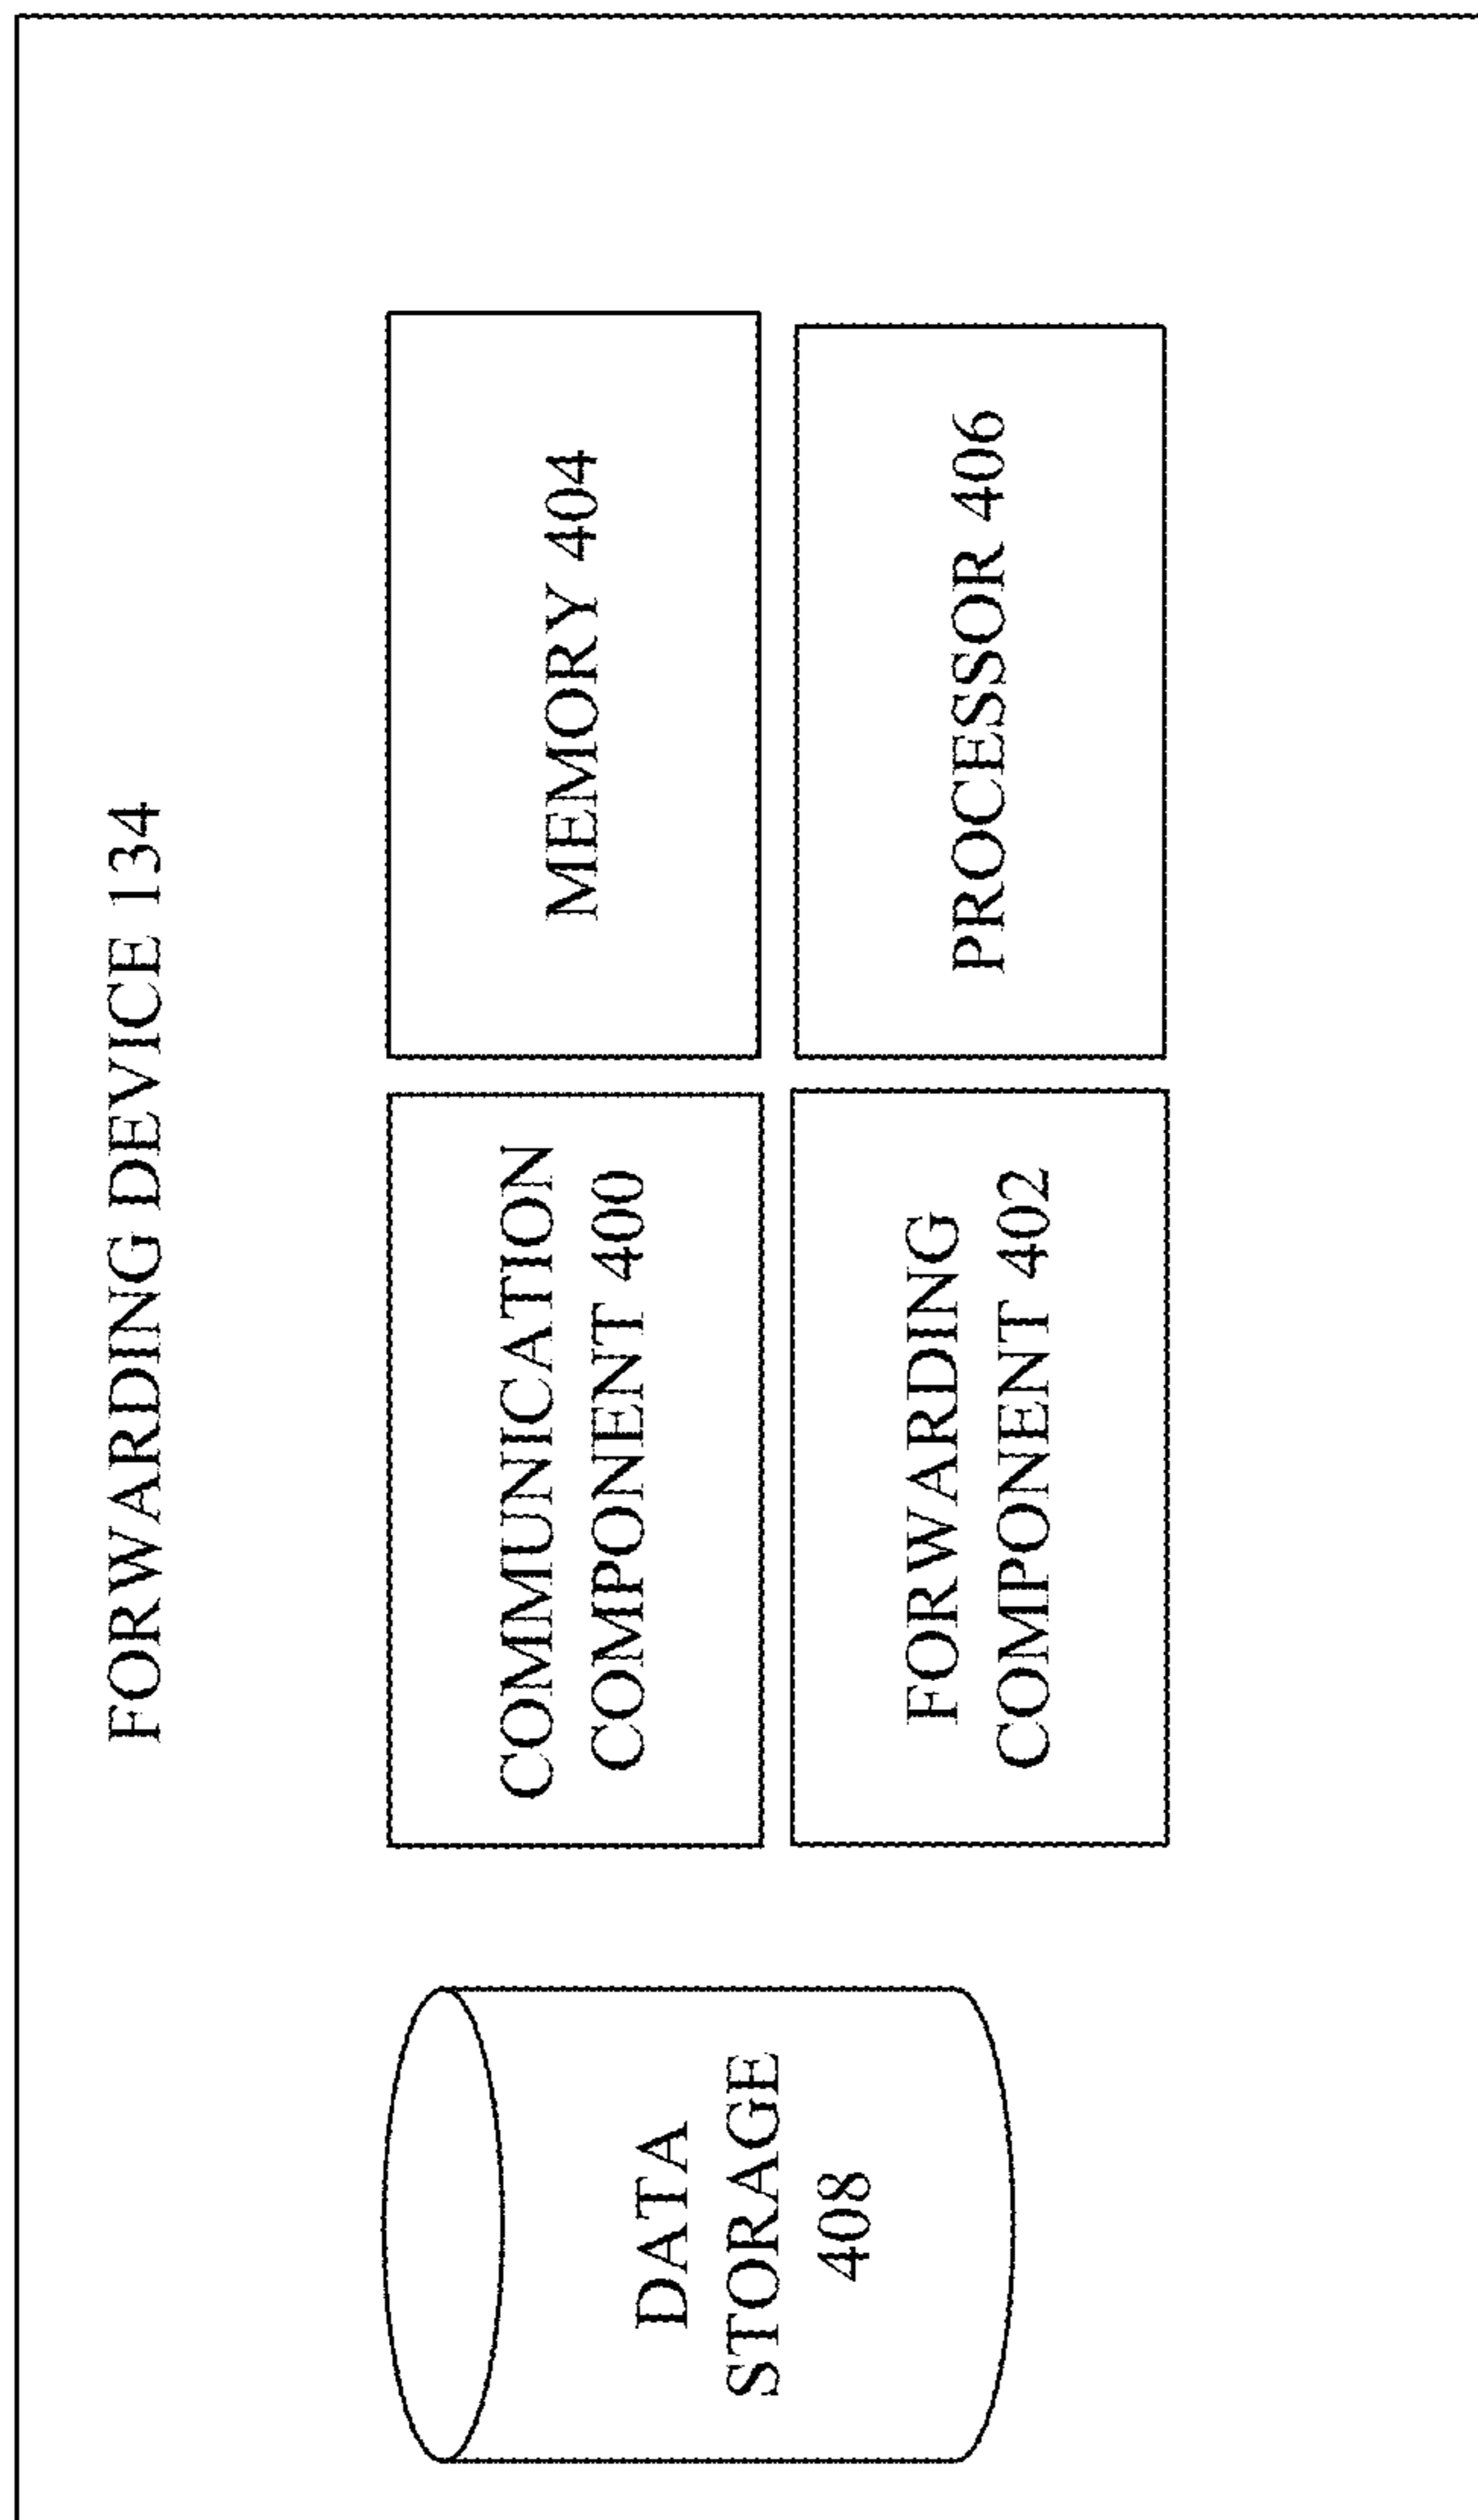 FORWARDING DEVICE 134
DATA
STORAGE
408
COMMUNICATION
COMPONENT 400
MEMORY 404
FORWARDING
COMPONENT 402
PROCESSOR 406